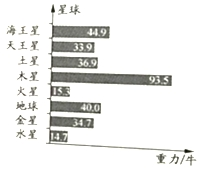 星球
海王星 44.9
天王星 33.9
土星 36.9
木星 93.5
火星 15.3
地球 40.0
金星 34.7
水星 14.7
重力/牛